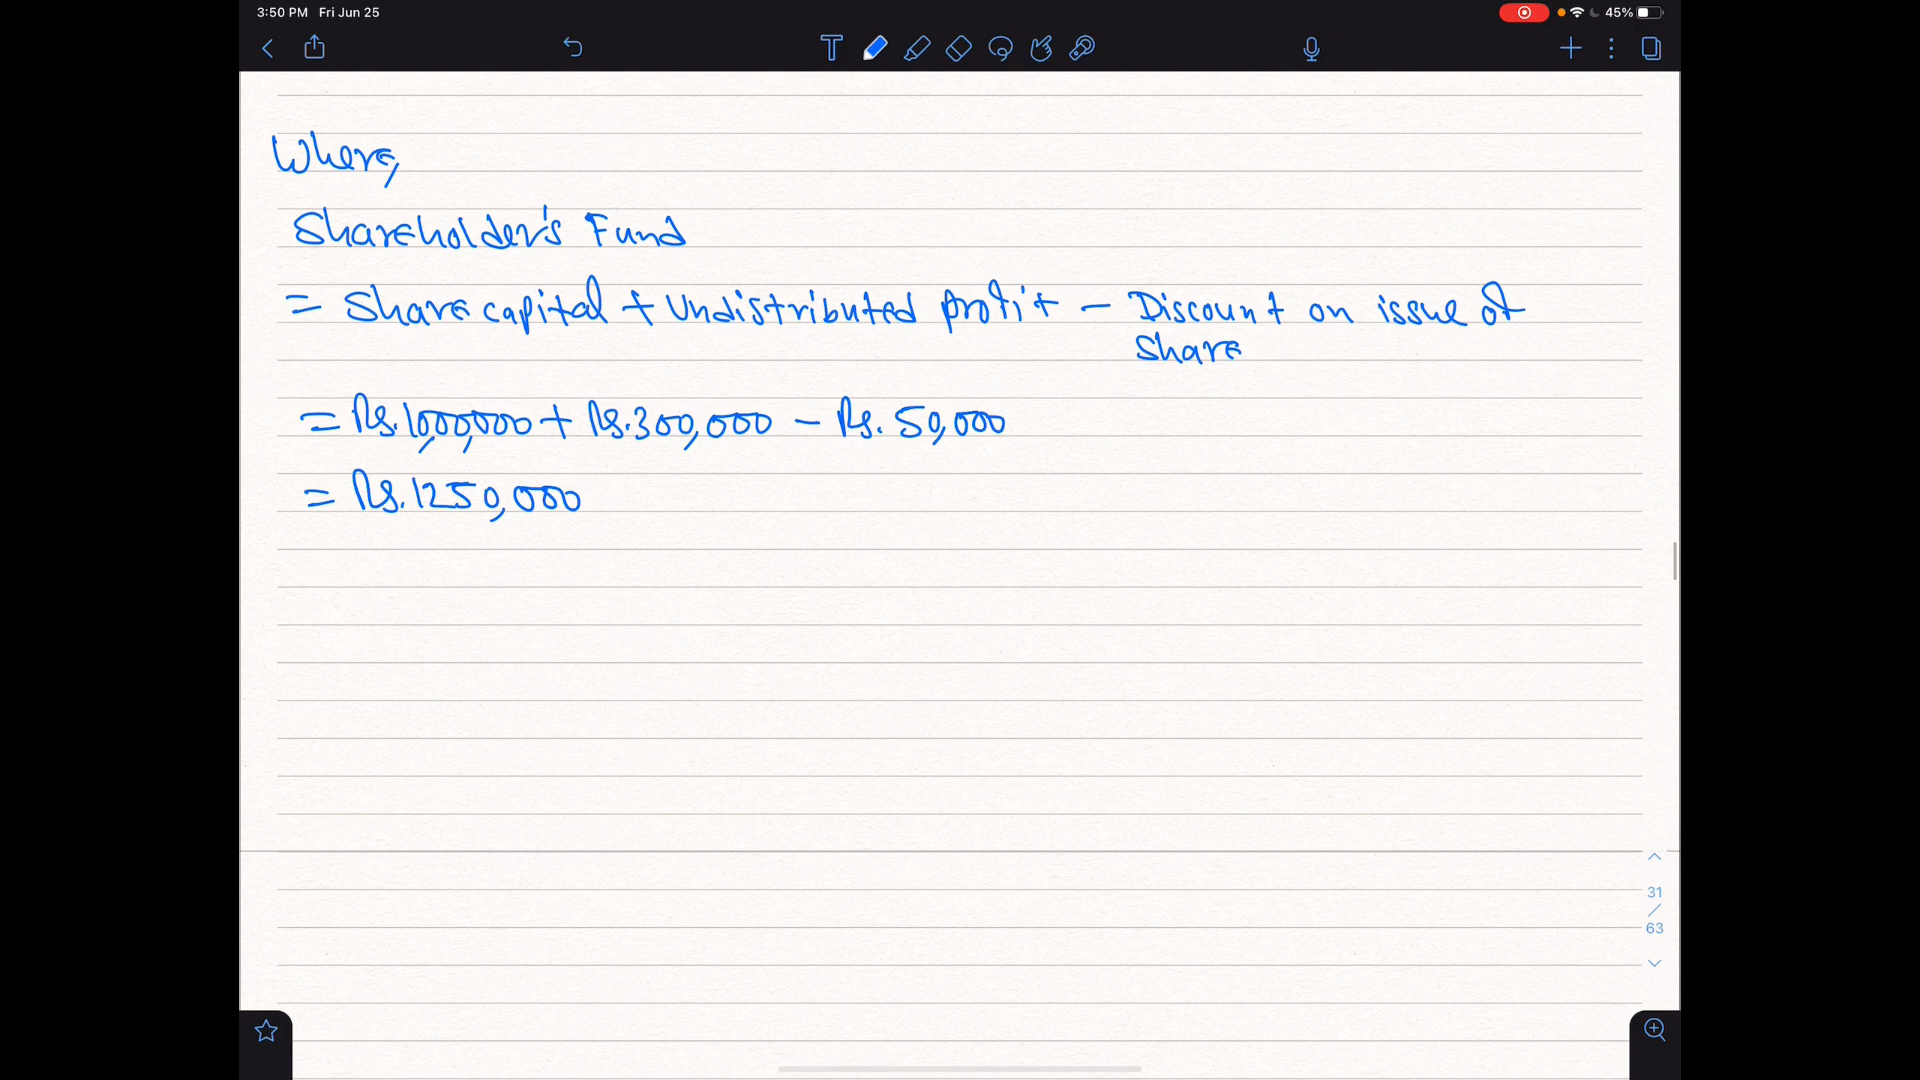 3:50 PM Fri Jun 25
45%
Where,
Shareholder's Fund
= Share capital + Undistributed profit - Discount on issue of
Share
= Rs.1,000,000 + Rs.300,000 - Rs. 50,000
= Rs.1250,000
31
/
63